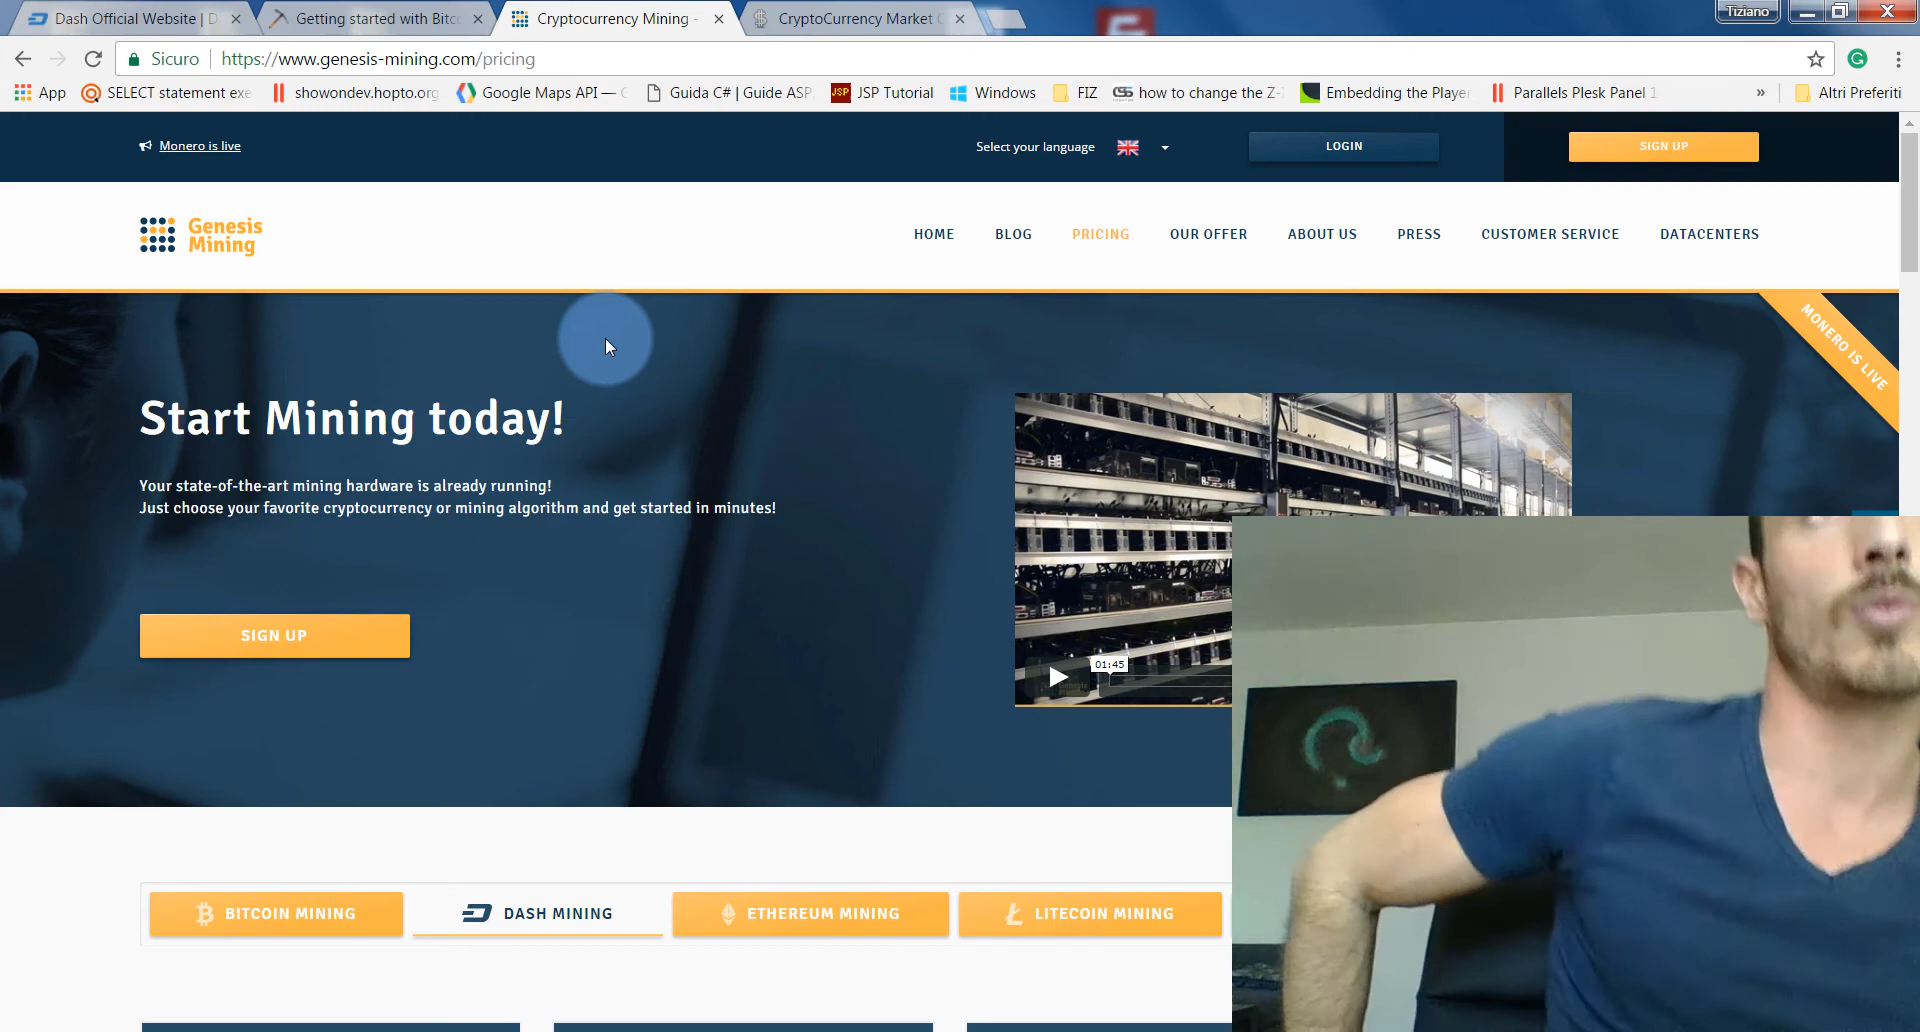 Dash Official Website | D
Getting started with Bitc
Cryptocurrency Mining -
CryptoCurrency Market C
Tiziano
Sicuro
https://www.genesis-mining.com/pricing
App
SELECT statement exe
showondev.hopto.org
Google Maps API —
Guida C# | Guide ASP
JSP
JSP Tutorial
Windows
FIZ
CSS
how to change the Z-
Embedding the Player
Parallels Plesk Panel 1
»
Altri Preferiti
Monero is live
Select your language
LOGIN
SIGN UP
Genesis
Mining
HOME
BLOG
PRICING
OUR OFFER
ABOUT US
PRESS
CUSTOMER SERVICE
DATACENTERS
MONERO IS LIVE
Start Mining today!
Your state-of-the-art mining hardware is already running!
Just choose your favorite cryptocurrency or mining algorithm and get started in minutes!
SIGN UP
01:45
BITCOIN MINING
DASH MINING
ETHEREUM MINING
LITECOIN MINING